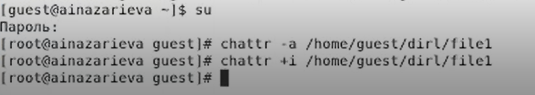 [guest@ainazarieva ~]$ su
Пароль:
[root@ainazarieva guest]# chattr -a /home/guest/dirl/file1
[root@ainazarieva guest]# chattr +i /home/guest/dirl/file1
[root@ainazarieva guest]#